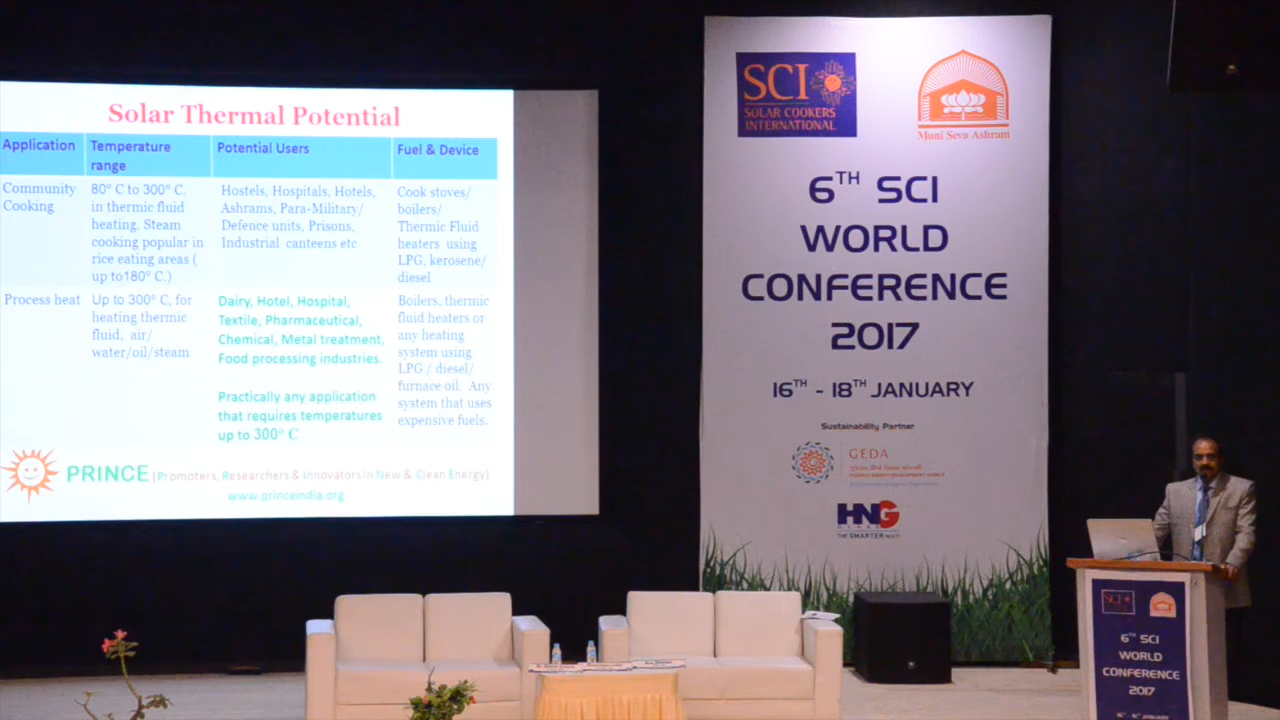 Solar Thermal Potential
Application
Temperature
range
Potential Users
Fuel & Device
Community
Cooking
80° C to 300° C.
in thermic fluid
heating. Steam
cooking popular in
rice eating areas (
up to180° C.)
Hostels, Hospitals, Hotels,
Ashrams, Para-Military/
Defence units, Prisons,
Industrial canteens etc
Cook stoves/
boilers/
Thermic Fluid
heaters using
LPG, kerosene/
diesel
Process heat
Up to 300° C, for
heating thermic
fluid, air/
water/oil/steam
Dairy, Hotel, Hospital,
Textile, Pharmaceutical,
Chemical, Metal treatment,
Food processing industries.
Practically any application
that requires temperatures
up to 300° C
Boilers, thermic
fluid heaters or
any heating
system using
LPG / diesel/
furnace oil. Any
system that uses
expensive fuels.
PRINCE (Promoters, Researchers & Innovators in New & Clean Energy)
www.princeindia.org
SCI
SOLAR COOKERS
INTERNATIONAL
Muni Seva Ashram
6TH SCI
WORLD
CONFERENCE
2017
16TH - 18TH JANUARY
Sustainability Partner
GEDA
HNG
GLASS
THE SMARTER
SCI
6TH SCI
WORLD
CONFERENCE
2017
16TH - 18TH JANUARY